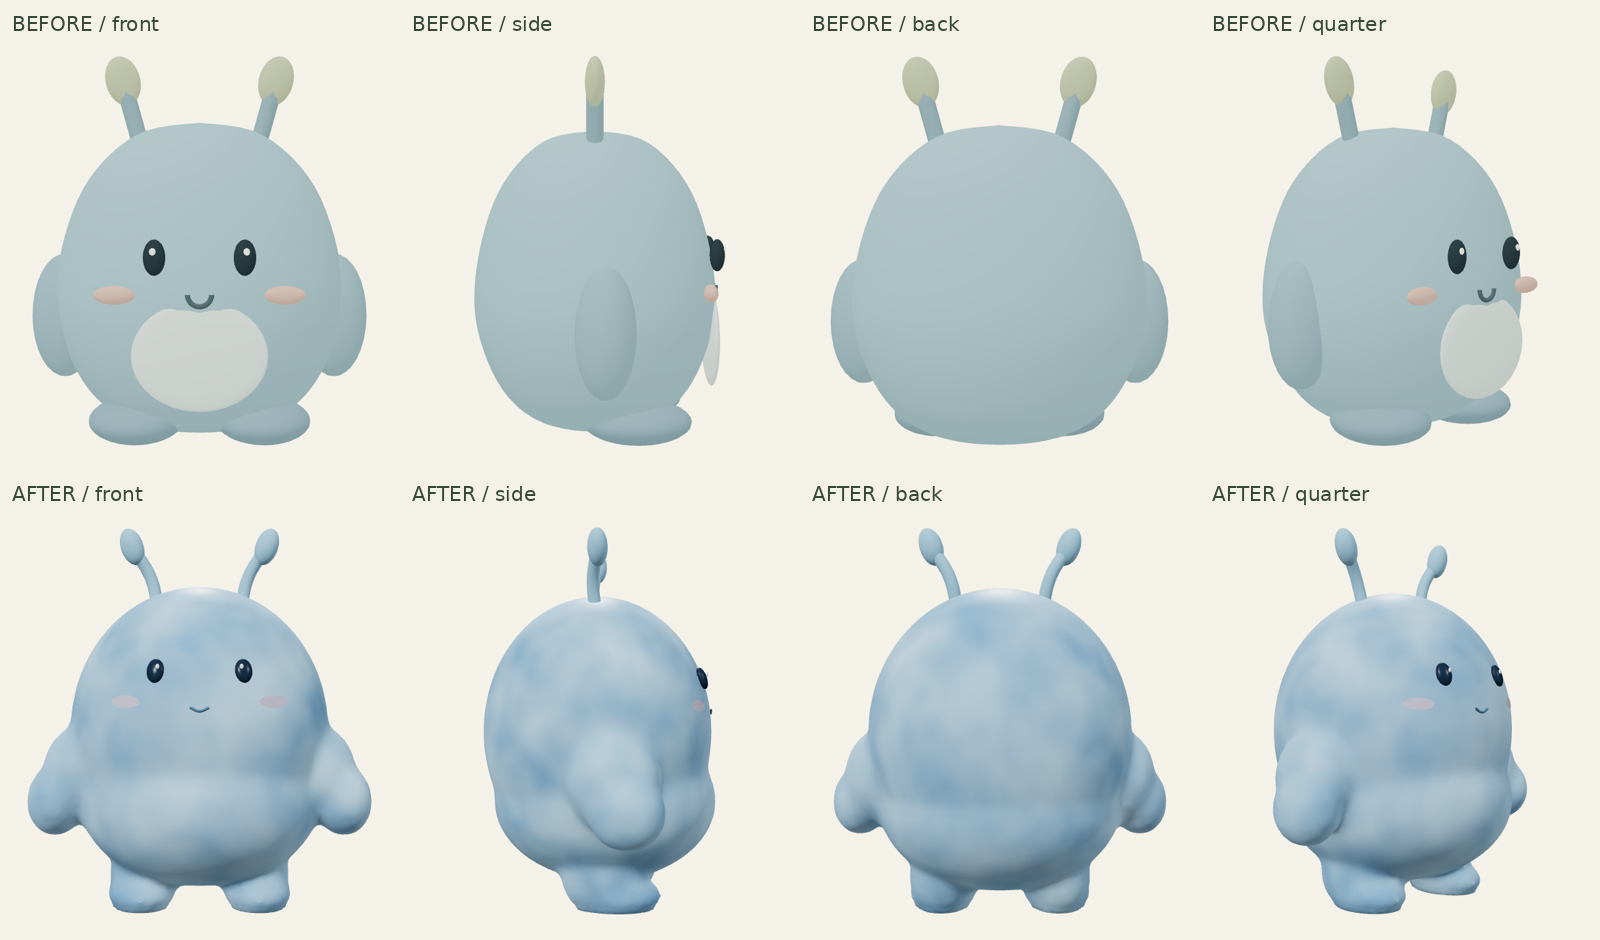 BEFORE / front
BEFORE / side
BEFORE / back
BEFORE / quarter
AFTER / front
AFTER / side
AFTER / back
AFTER / quarter